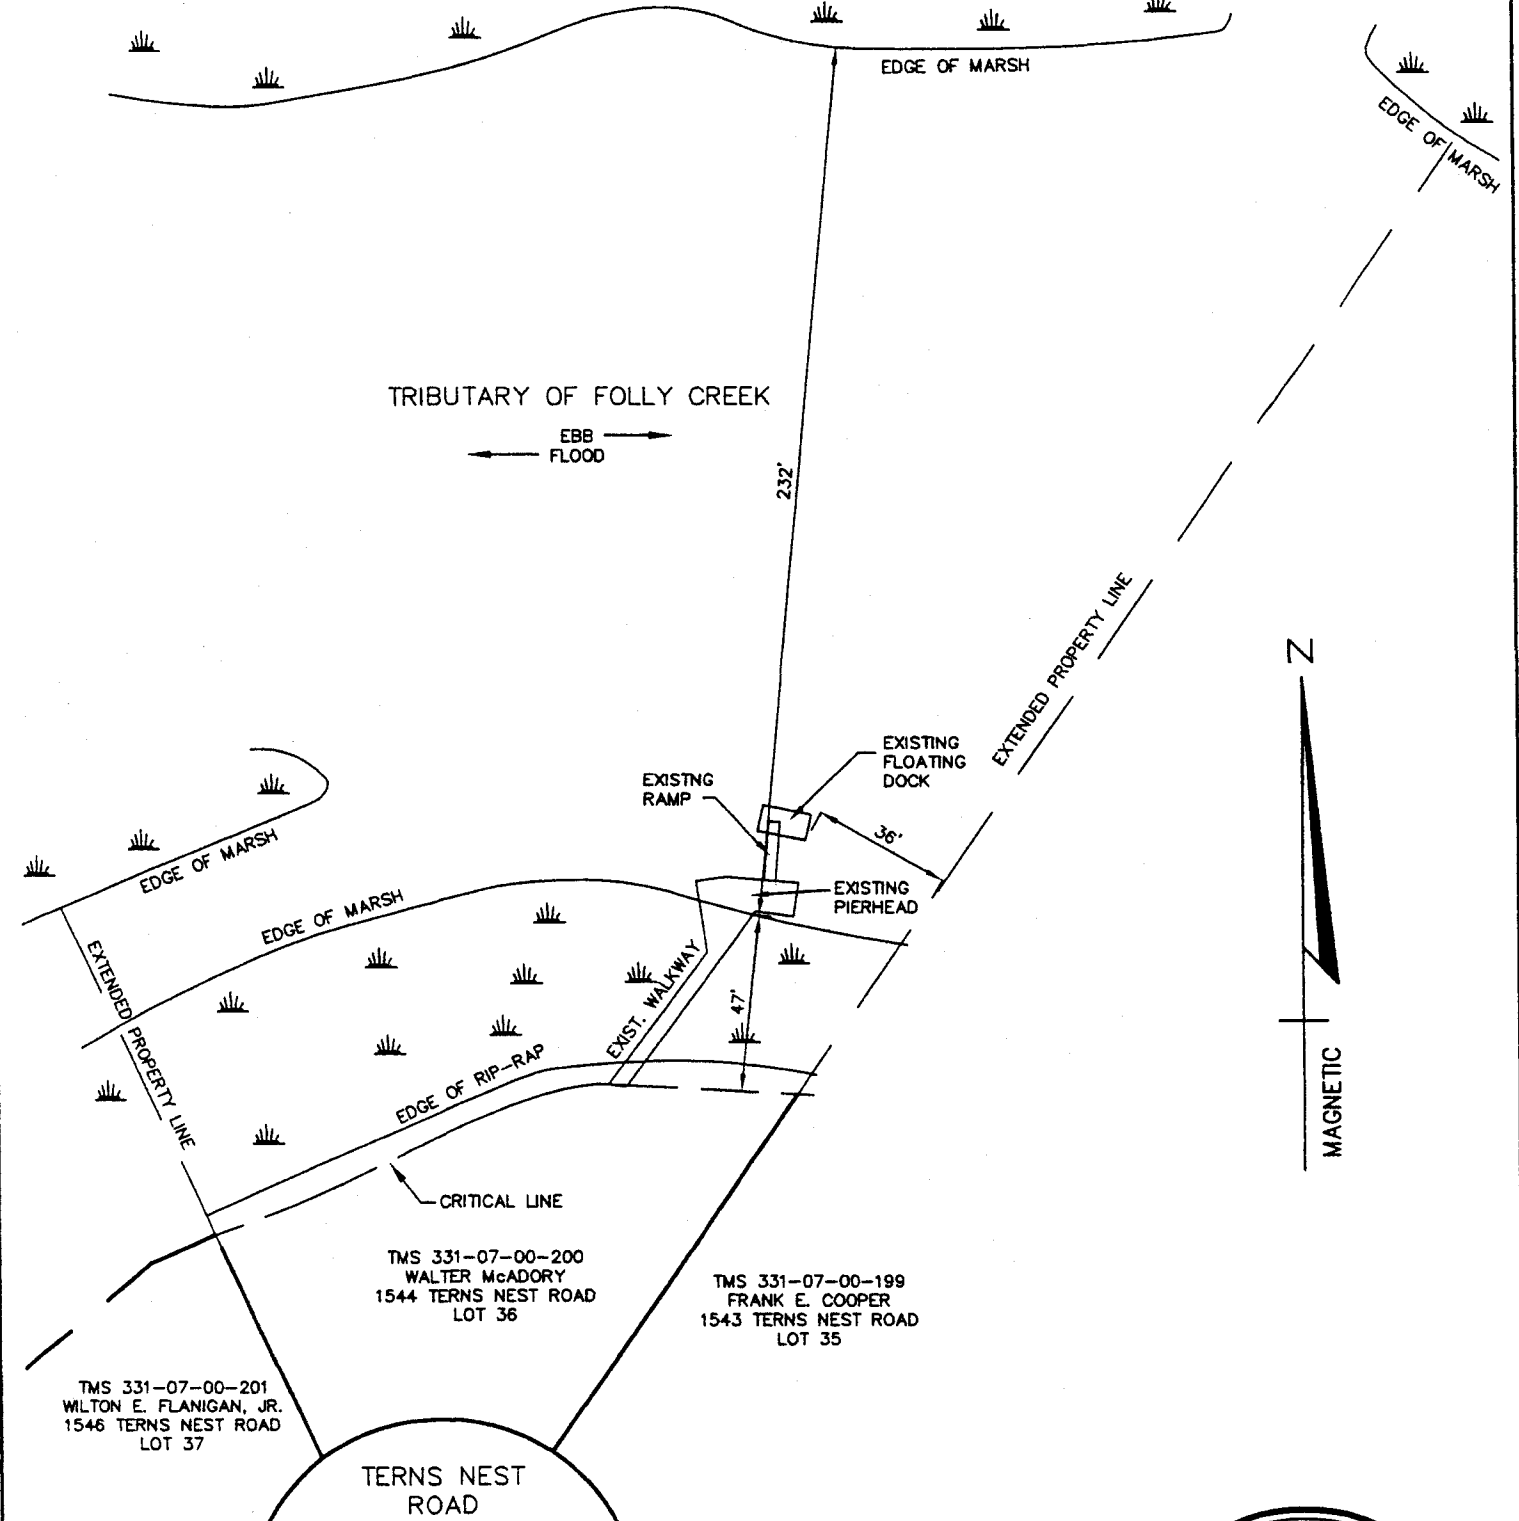 EDGE OF MARSH
EDGE OF MARSH
TRIBUTARY OF FOLLY CREEK
EBB
FLOOD
232'
EXTENDED PROPERTY LINE
N
MAGNETIC
EXISTING
FLOATING
DOCK
EXISTNG
RAMP
36'
EXISTING
PIERHEAD
EDGE OF MARSH
EDGE OF MARSH
EXTENDED PROPERTY LINE
EXIST. WALKWAY
47'
EDGE OF RIP-RAP
CRITICAL LINE
TMS 331-07-00-200
WALTER McADORY
1544 TERNS NEST ROAD
LOT 36
TMS 331-07-00-199
FRANK E. COOPER
1543 TERNS NEST ROAD
LOT 35
TMS 331-07-00-201
WILTON E. FLANIGAN, JR.
1546 TERNS NEST ROAD
LOT 37
TERNS NEST
ROAD